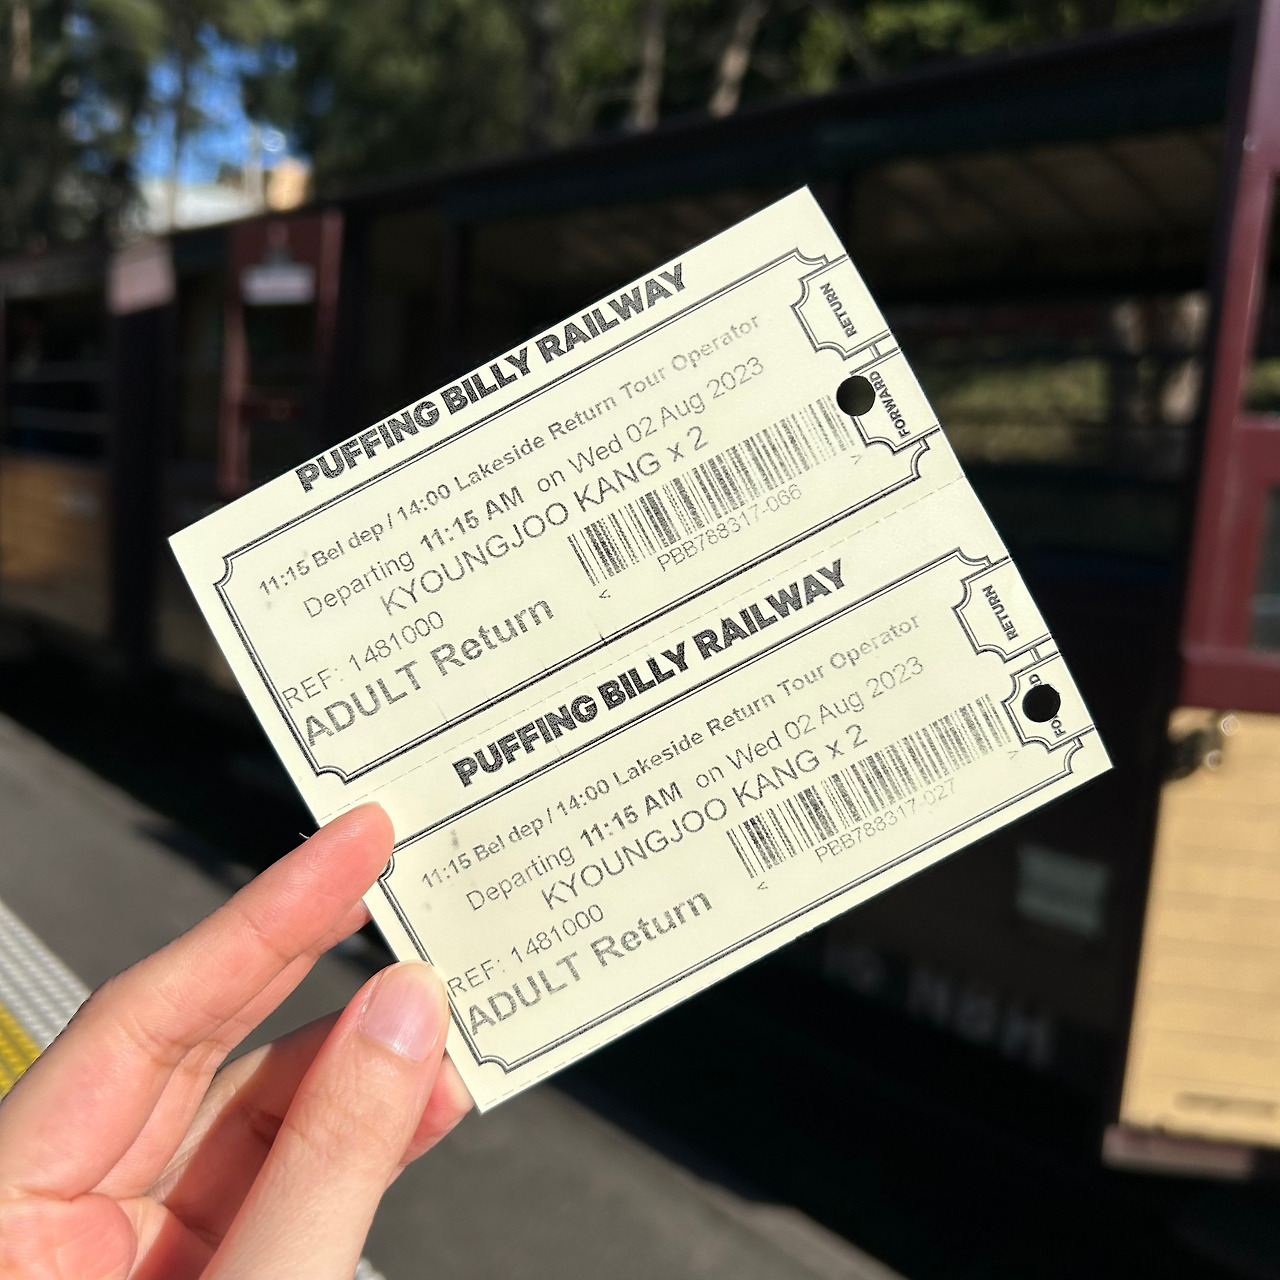 PUFFING BILLY RAILWAY
11:15 Bel dep / 14:00 Lakeside Return Tour Operator
Departing 11:15 AM on Wed 02 Aug 2023
KYOUNGJOO KANG x 2
REF: 1481000
ADULT Return
< >
PBB788317-066
RETURN
FORWARD
PUFFING BILLY RAILWAY
11:15 Bel dep / 14:00 Lakeside Return Tour Operator
Departing 11:15 AM on Wed 02 Aug 2023
KYOUNGJOO KANG x 2
REF: 1481000
ADULT Return
< >
PBB788317-027
RETURN